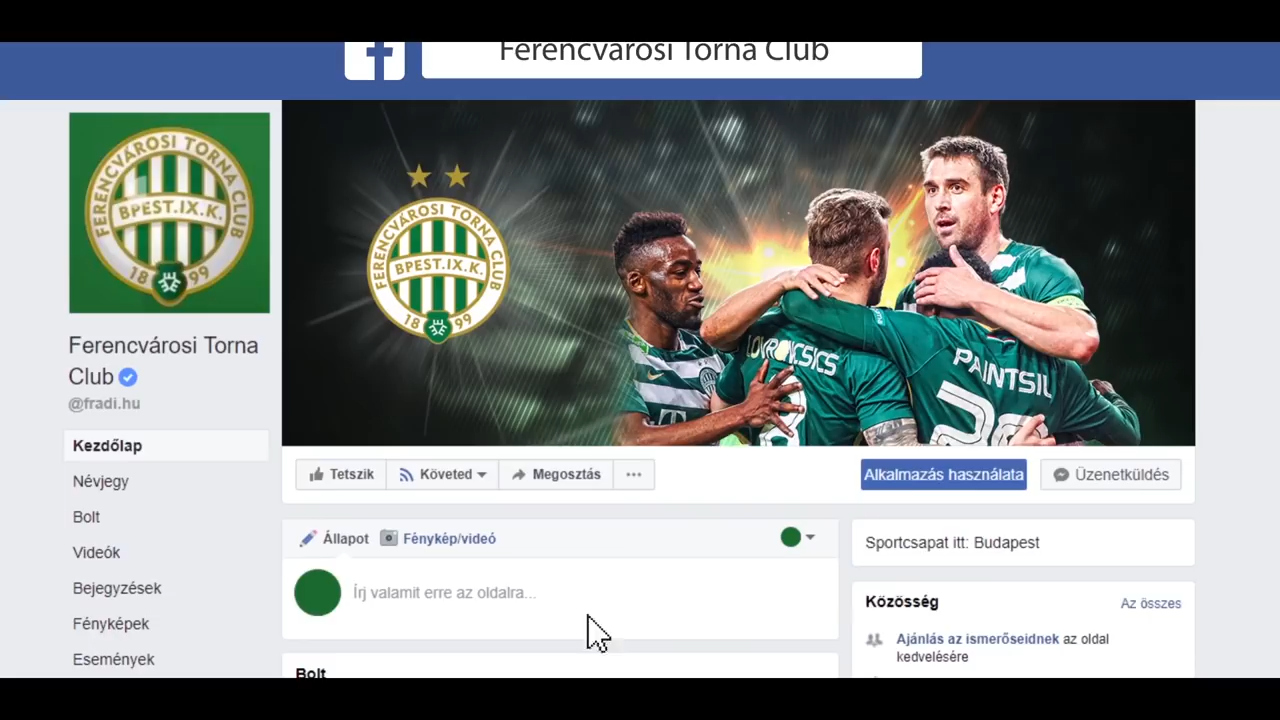 Ferencvárosi Torna Club
FERENCVÁROSI TORNA CLUB
BPEST.IX.K.
18 99
FERENCVÁROSI TORNA CLUB
BPEST.IX.K.
18 99
LOVRENCSICS
8
PAINTSIL
29
Ferencvárosi Torna
Club
@fradi.hu
Kezdőlap
Névjegy
Bolt
Videók
Bejegyzések
Fényképek
Események
Tetszik
Követed
Megosztás
Alkalmazás használata
Üzenetküldés
Állapot
Fénykép/videó
Írj valamit erre az oldalra...
Bolt
Sportcsapat itt: Budapest
Közösség
Az összes
Ajánlás az ismerőseidnek az oldal
kedvelésére